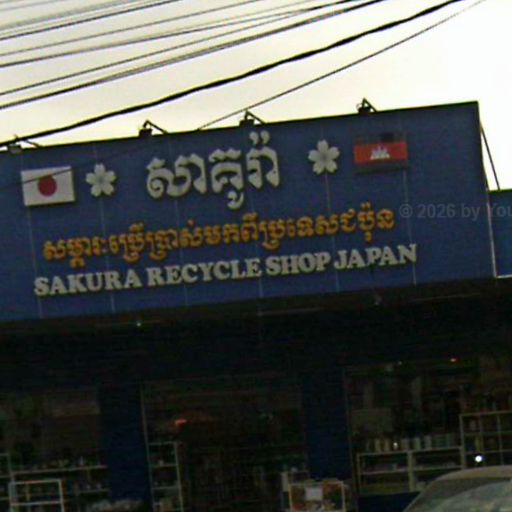 សាគូរ៉ា
សម្ភារៈប្រើប្រាស់មកពីប្រទេសជប៉ុន
SAKURA RECYCLE SHOP JAPAN
© 2026 by You